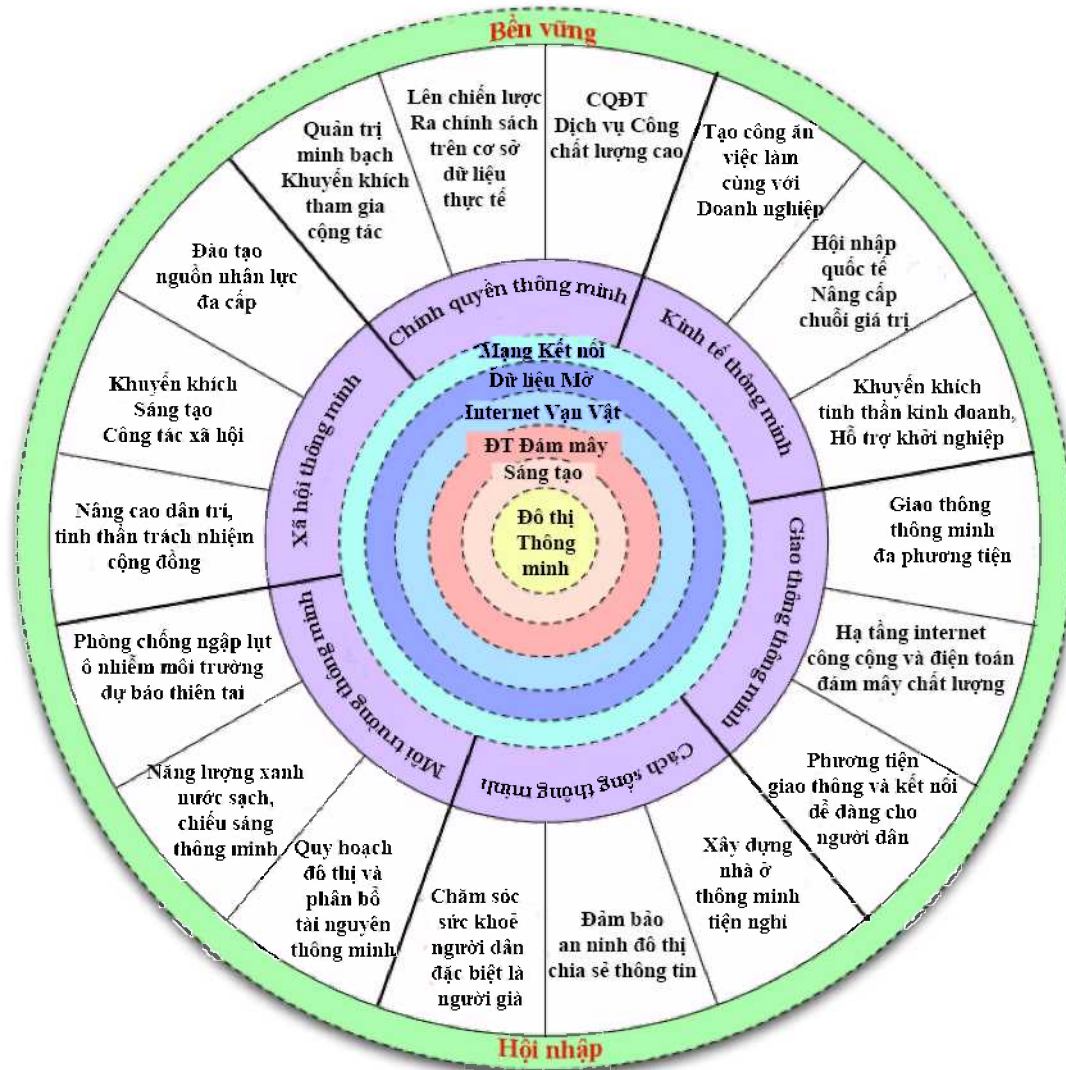 Bền vững
Quản trị
minh bạch
Khuyến khích
tham gia
cộng tác
Lên chiến lược
Ra chính sách
trên cơ sở
dữ liệu
thực tế
CQĐT
Dịch vụ Công
chất lượng cao
Tạo công ăn
việc làm
cùng với
Doanh nghiệp
Hội nhập
quốc tế
Nâng cấp
chuỗi giá trị
Khuyến khích
tinh thần kinh doanh,
Hỗ trợ khởi nghiệp
Giao thông
thông minh
đa phương tiện
Hạ tầng internet
công cộng và điện toán
đám mây chất lượng
Phương tiện
giao thông và kết nối
dễ dàng cho
người dân
Xây dựng
nhà ở
thông minh
tiện nghi
Đảm bảo
an ninh đô thị
chia sẻ thông tin
Chăm sóc
sức khoẻ
người dân
đặc biệt là
người già
Quy hoạch
đô thị và
phân bổ
tài nguyên
thông minh
Năng lượng xanh
nước sạch,
chiếu sáng
thông minh
Phòng chống ngập lụt
ô nhiễm môi trường
dự báo thiên tai
Nâng cao dân trí,
tinh thần trách nhiệm
cộng đồng
Khuyến khích
Sáng tạo
Công tác xã hội
Đào tạo
nguồn nhân lực
đa cấp
Chính quyền thông minh
Kinh tế thông minh
Giao thông thông minh
Cách sống thông minh
Môi trường thông minh
Xã hội thông minh
Mạng Kết nối
Dữ liệu Mở
Internet Vạn Vật
ĐT Đám mây
Sáng tạo
Đô thị
Thông
minh
Hội nhập